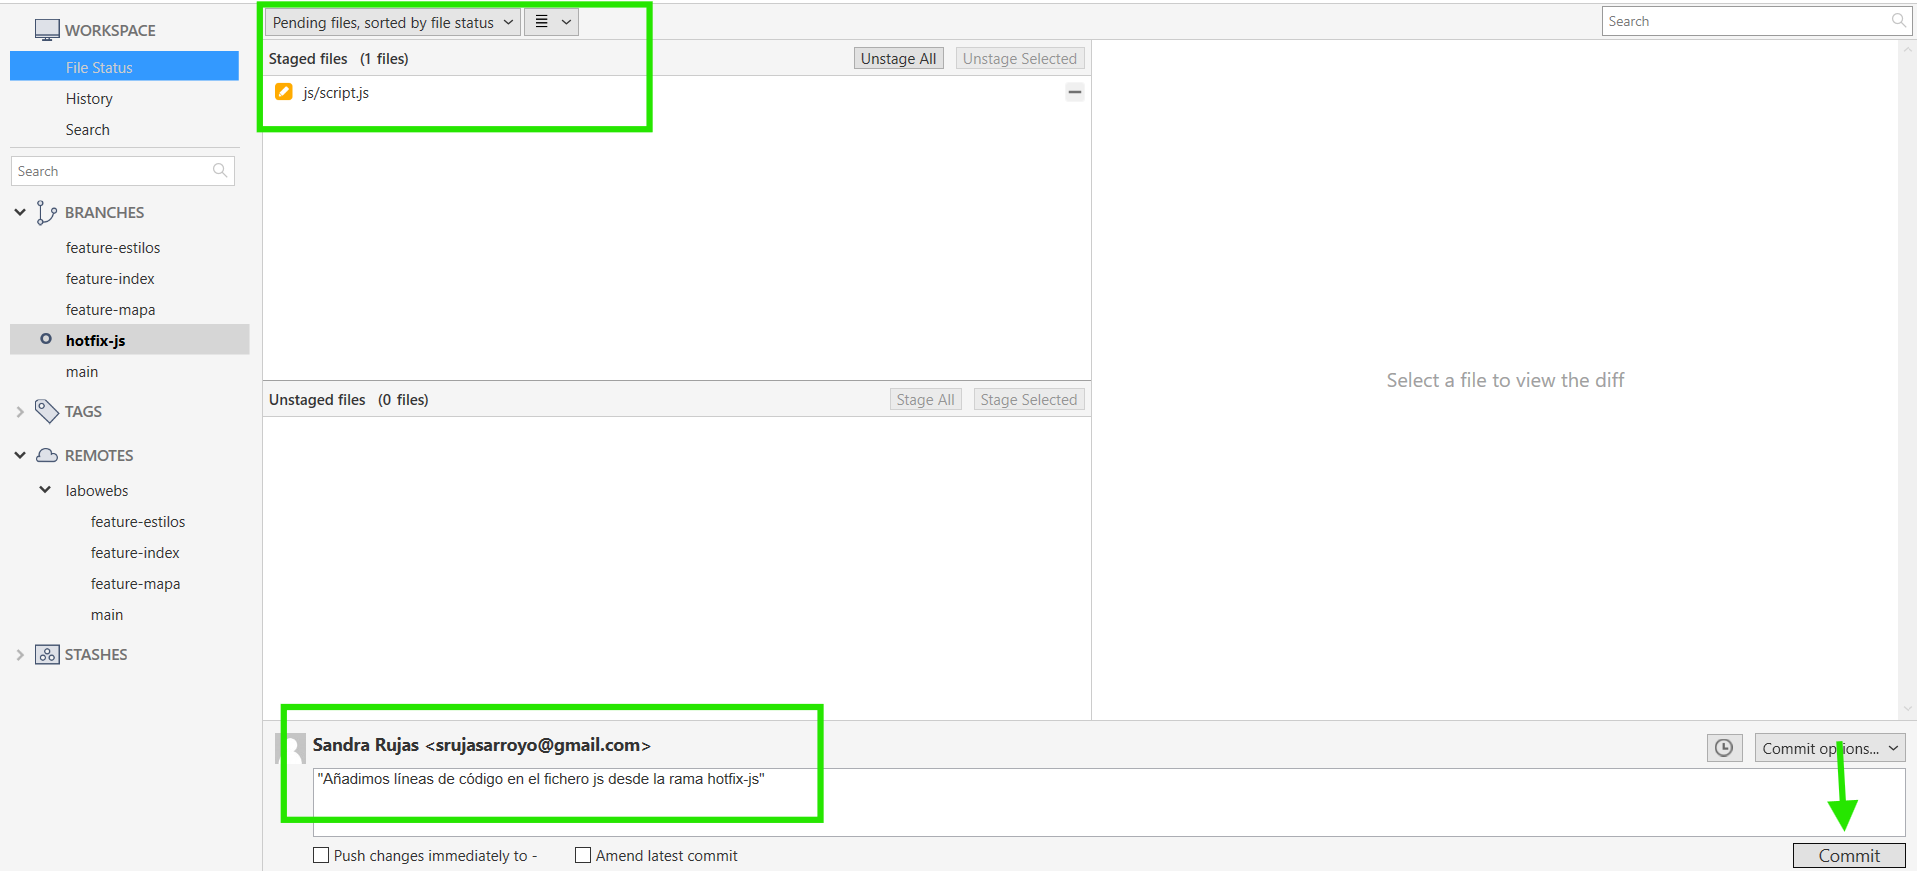 WORKSPACE
File Status
History
Search
Search
BRANCHES
feature-estilos
feature-index
feature-mapa
hotfix-js
main
TAGS
REMOTES
labowebs
feature-estilos
feature-index
feature-mapa
main
STASHES
Pending files, sorted by file status
Search
Staged files (1 files)
Unstage All
Unstage Selected
js/script.js
Unstaged files (0 files)
Stage All
Stage Selected
Select a file to view the diff
Sandra Rujas <srujasarroyo@gmail.com>
Commit options...
"Añadimos líneas de código en el fichero js desde la rama hotfix-js"
Push changes immediately to -
Amend latest commit
Commit